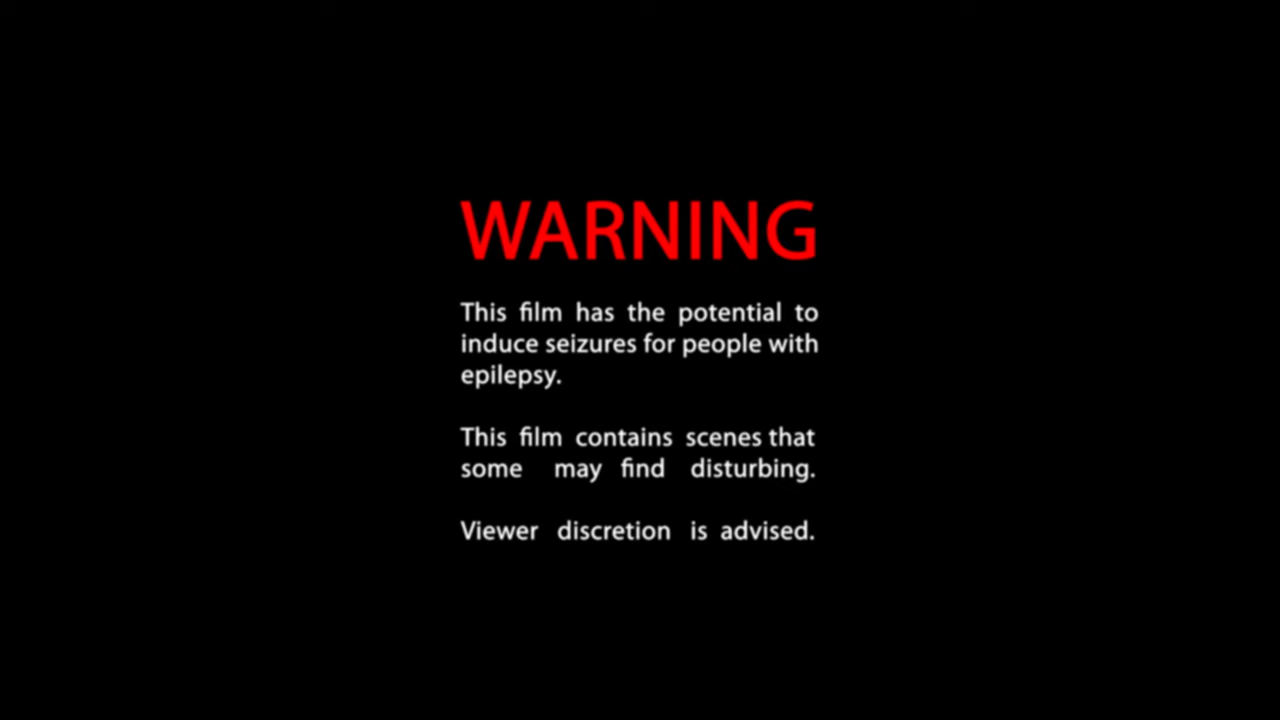 WARNING
This film has the potential to
induce seizures for people with
epilepsy.
This film contains scenes that
some may find disturbing.
Viewer discretion is advised.